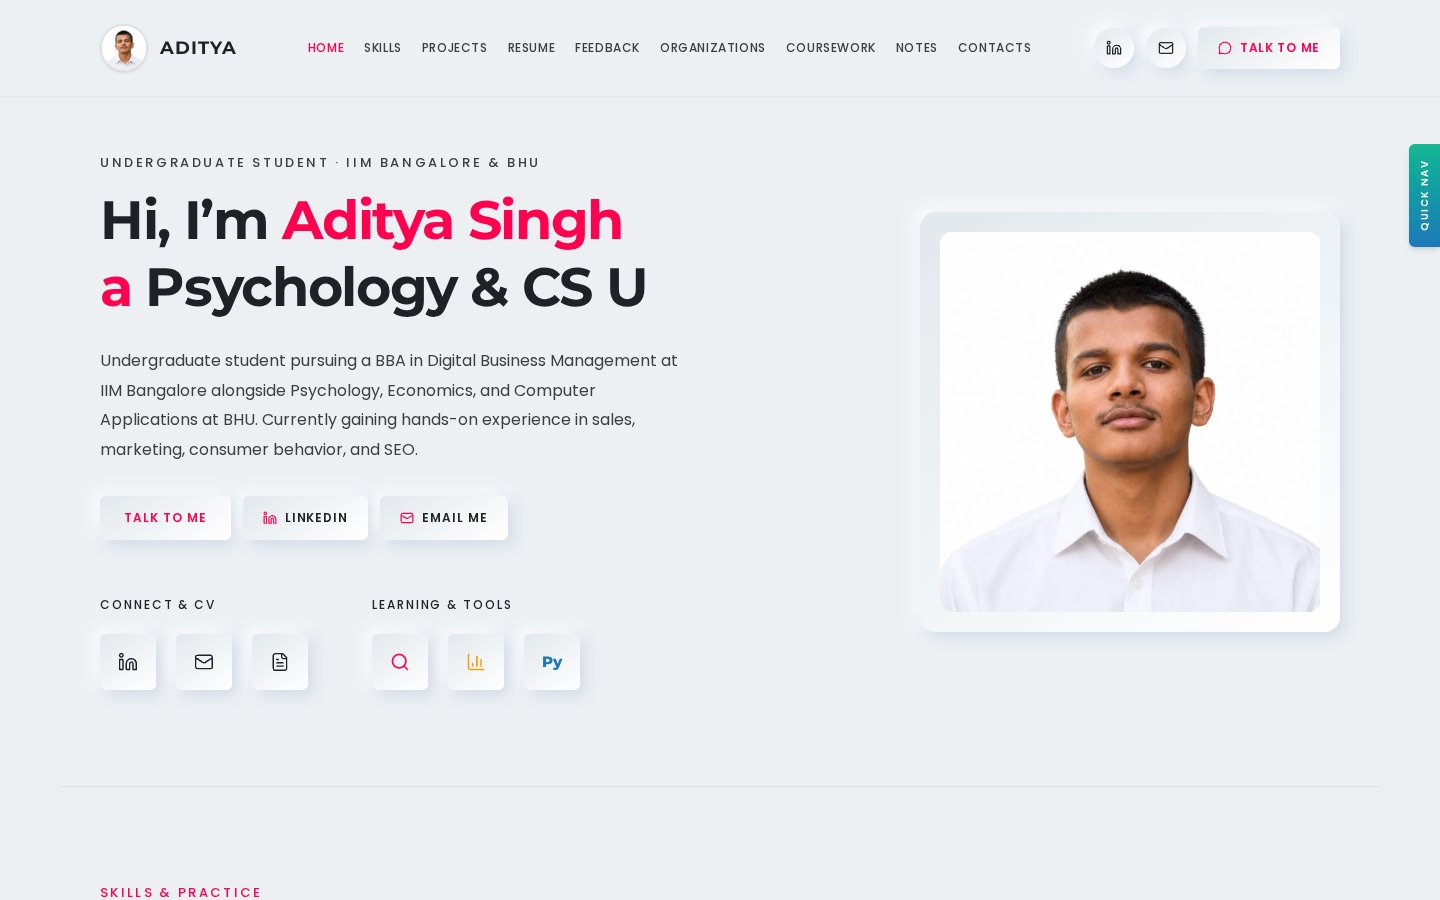 ADITYA
HOME SKILLS PROJECTS RESUME FEEDBACK ORGANIZATIONS COURSEWORK NOTES CONTACTS
TALK TO ME
QUICK NAV
UNDERGRADUATE STUDENT · IIM BANGALORE & BHU
Hi, I’m Aditya Singh
a Psychology & CS U
Undergraduate student pursuing a BBA in Digital Business Management at
IIM Bangalore alongside Psychology, Economics, and Computer
Applications at BHU. Currently gaining hands-on experience in sales,
marketing, consumer behavior, and SEO.
TALK TO ME LINKEDIN EMAIL ME
CONNECT & CV LEARNING & TOOLS
Py
SKILLS & PRACTICE